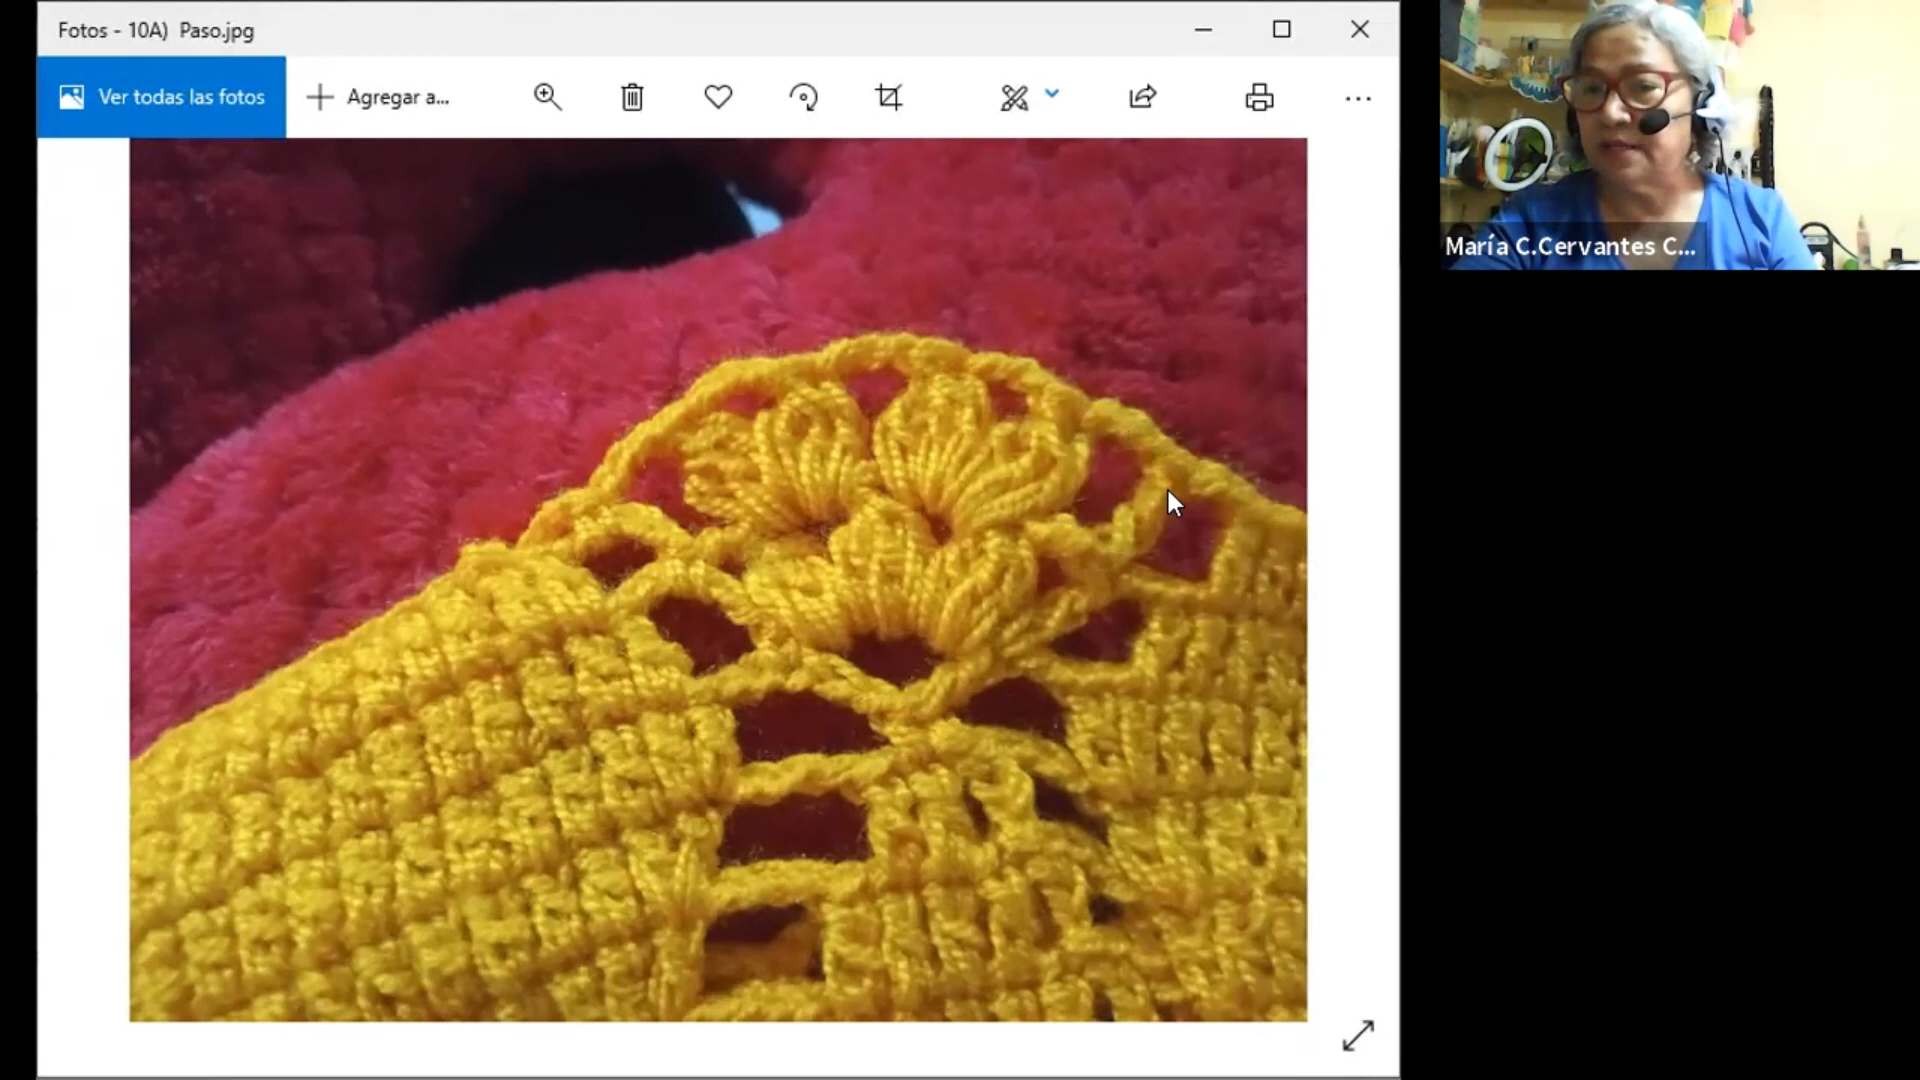 Fotos - 10A) Paso.jpg
Ver todas las fotos
Agregar a...
María C.Cervantes C...